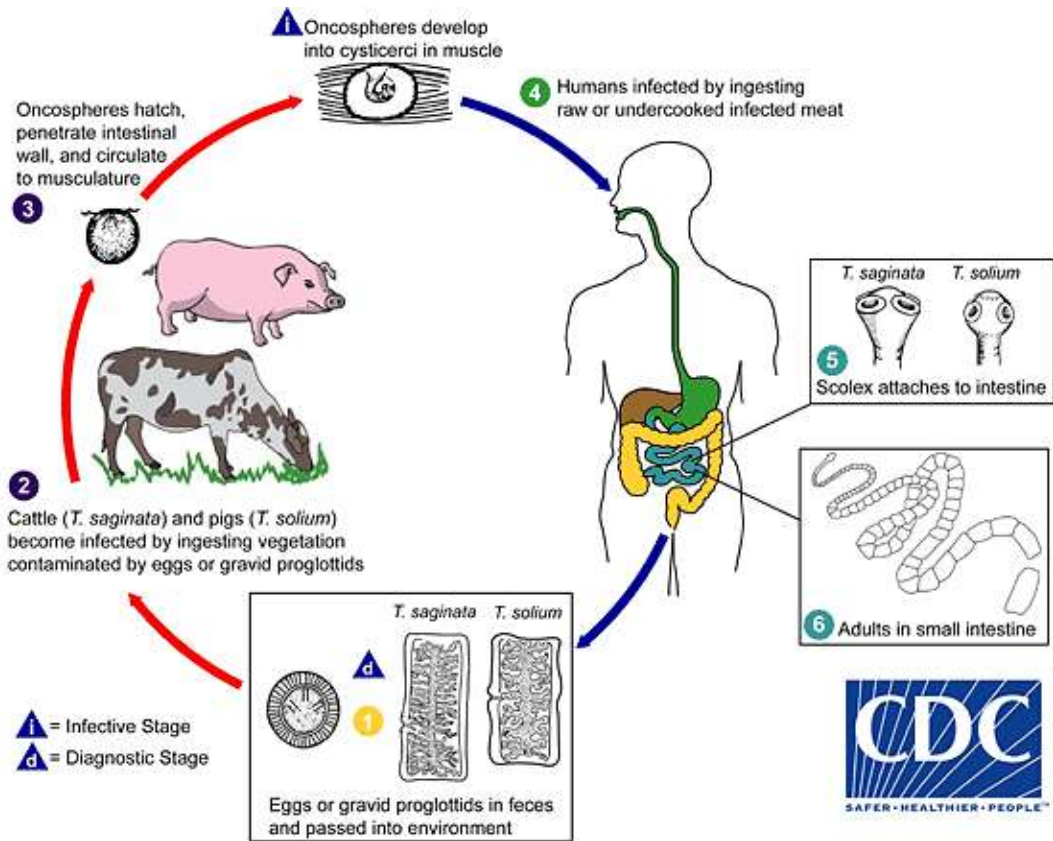 i Oncospheres develop
into cysticerci in muscle
4 Humans infected by ingesting
raw or undercooked infected meat
Oncospheres hatch,
penetrate intestinal
wall, and circulate
to musculature
3
T. saginata T. solium
5
Scolex attaches to intestine
2
Cattle (T. saginata) and pigs (T. solium)
become infected by ingesting vegetation
contaminated by eggs or gravid proglottids
6 Adults in small intestine
T. saginata T. solium
d
1
Eggs or gravid proglottids in feces
and passed into environment
i = Infective Stage
d = Diagnostic Stage
CDC
SAFER • HEALTHIER • PEOPLE™